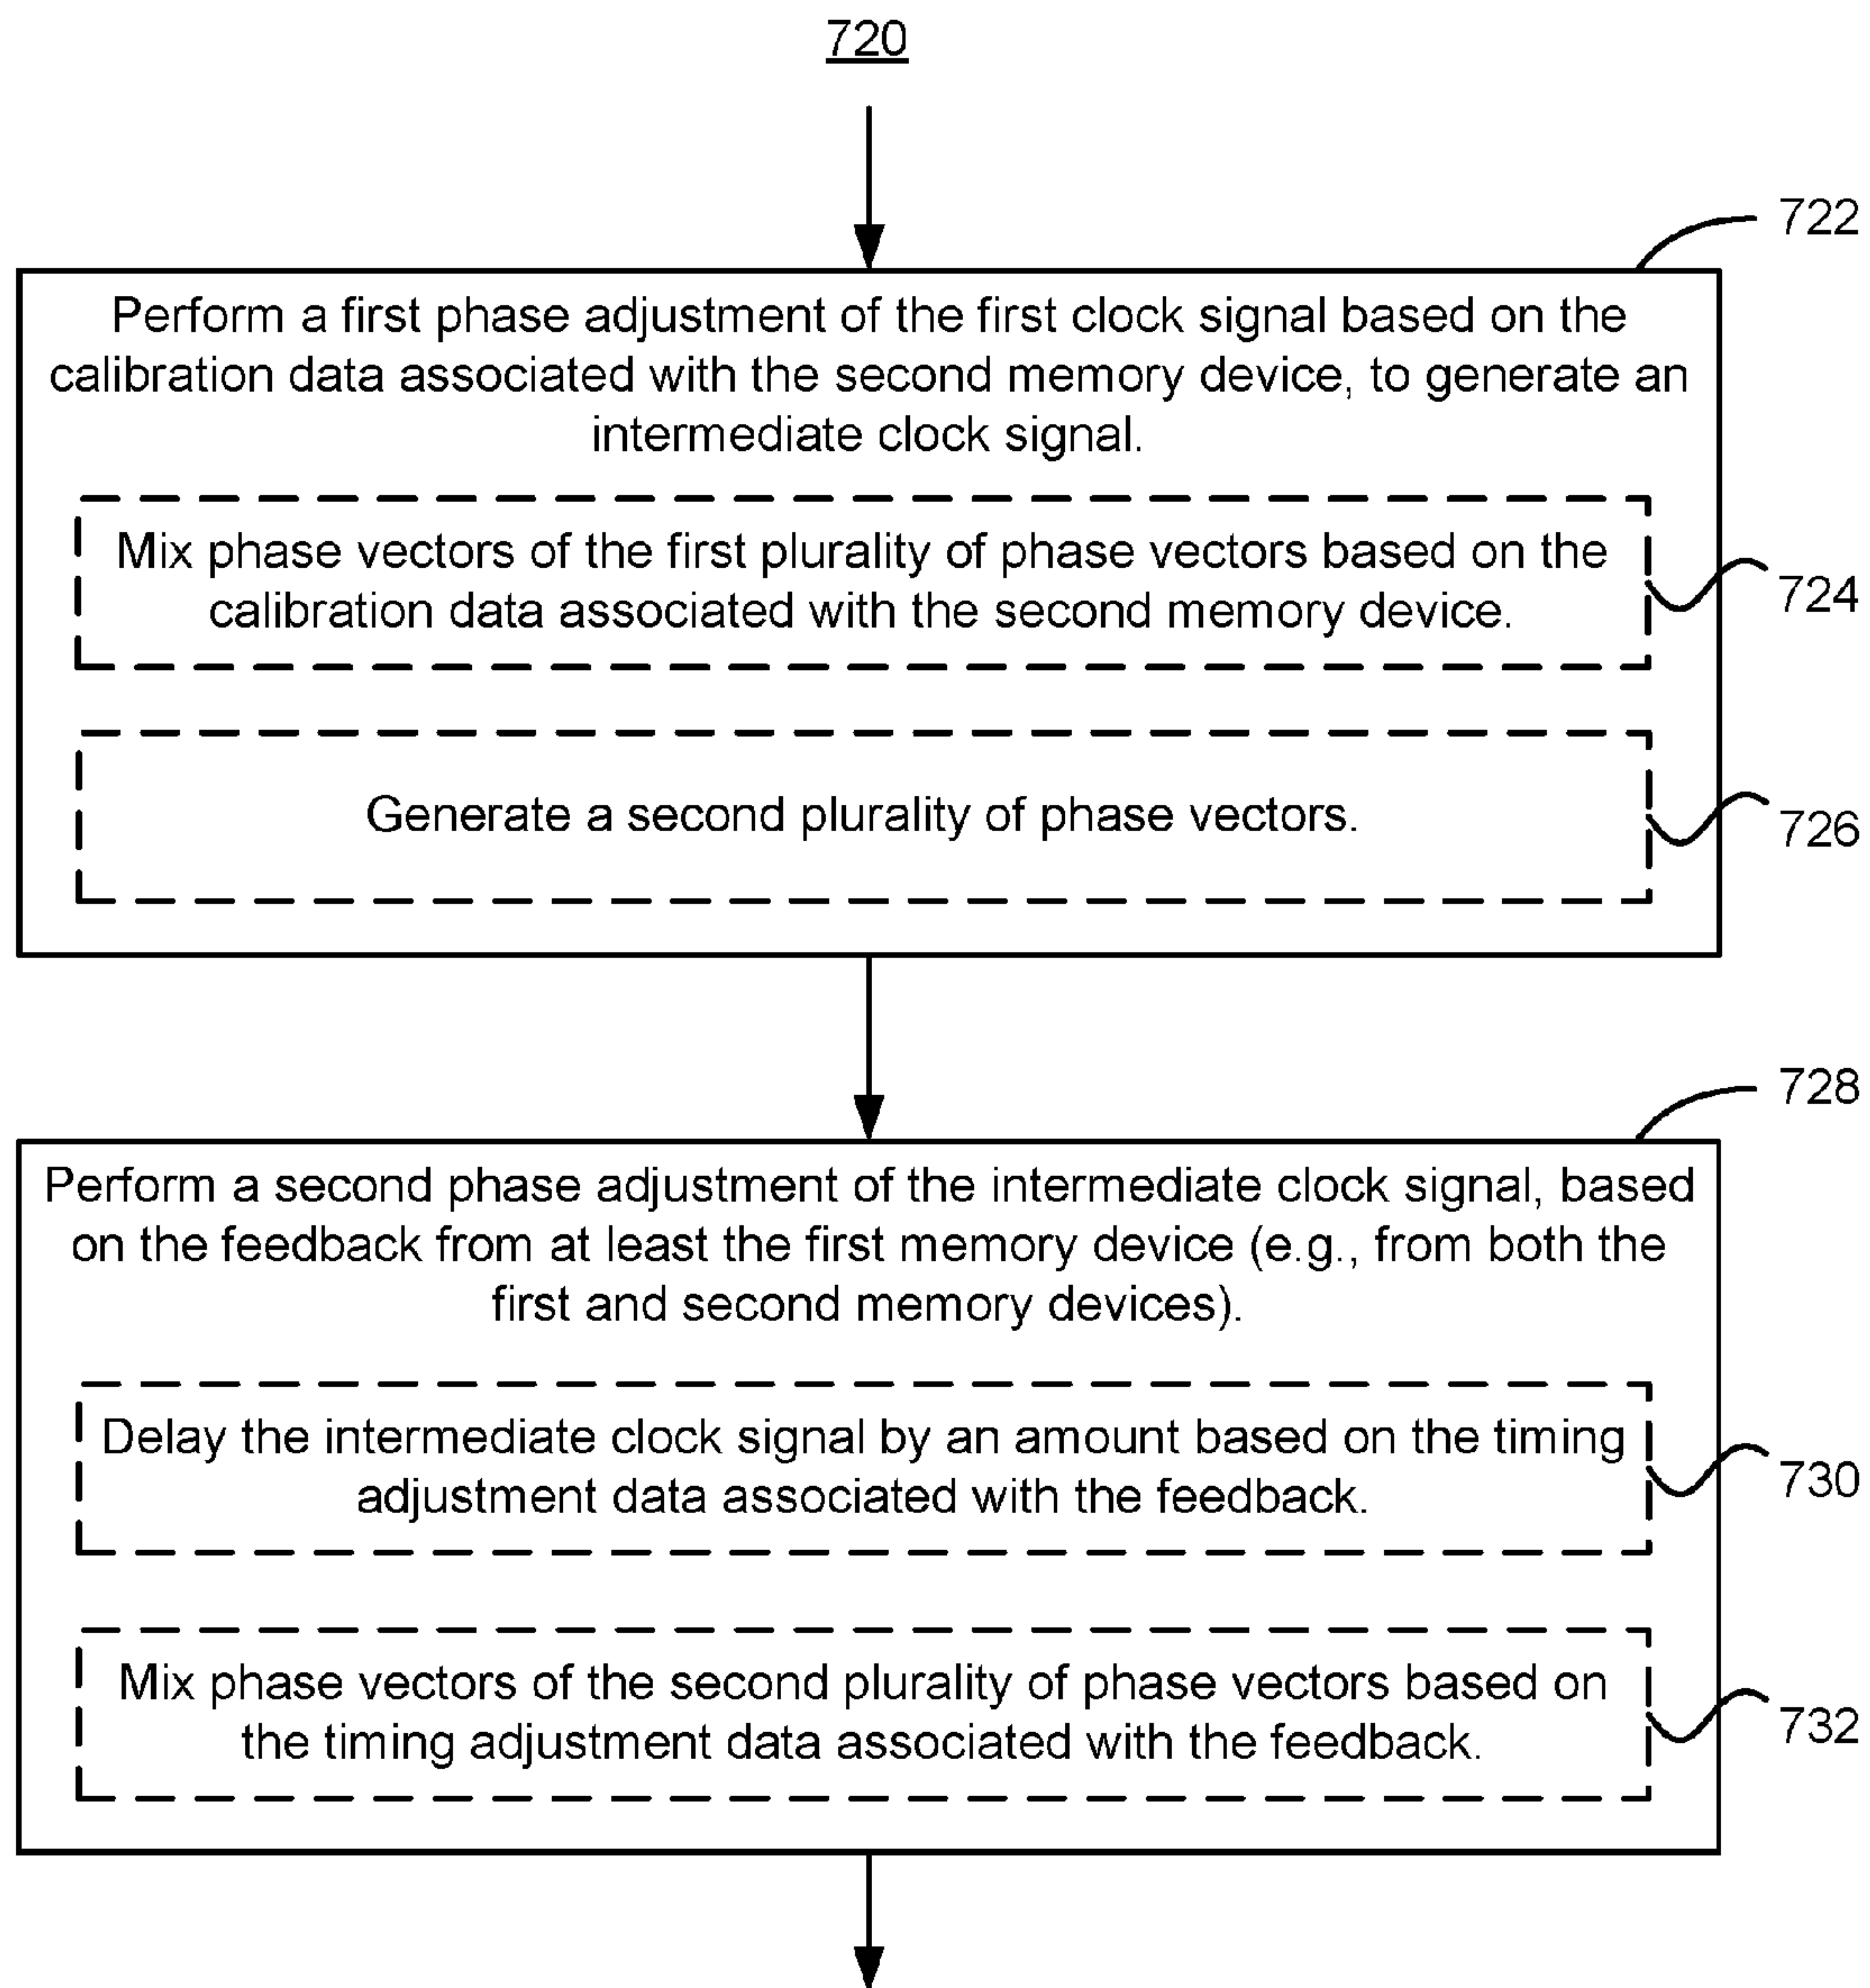 720
722
Perform a first phase adjustment of the first clock signal based on the
calibration data associated with the second memory device, to generate an
intermediate clock signal.
Mix phase vectors of the first plurality of phase vectors based on the
calibration data associated with the second memory device.
724
Generate a second plurality of phase vectors.
726
728
Perform a second phase adjustment of the intermediate clock signal, based
on the feedback from at least the first memory device (e.g., from both the
first and second memory devices).
Delay the intermediate clock signal by an amount based on the timing
adjustment data associated with the feedback.
730
Mix phase vectors of the second plurality of phase vectors based on
the timing adjustment data associated with the feedback.
732